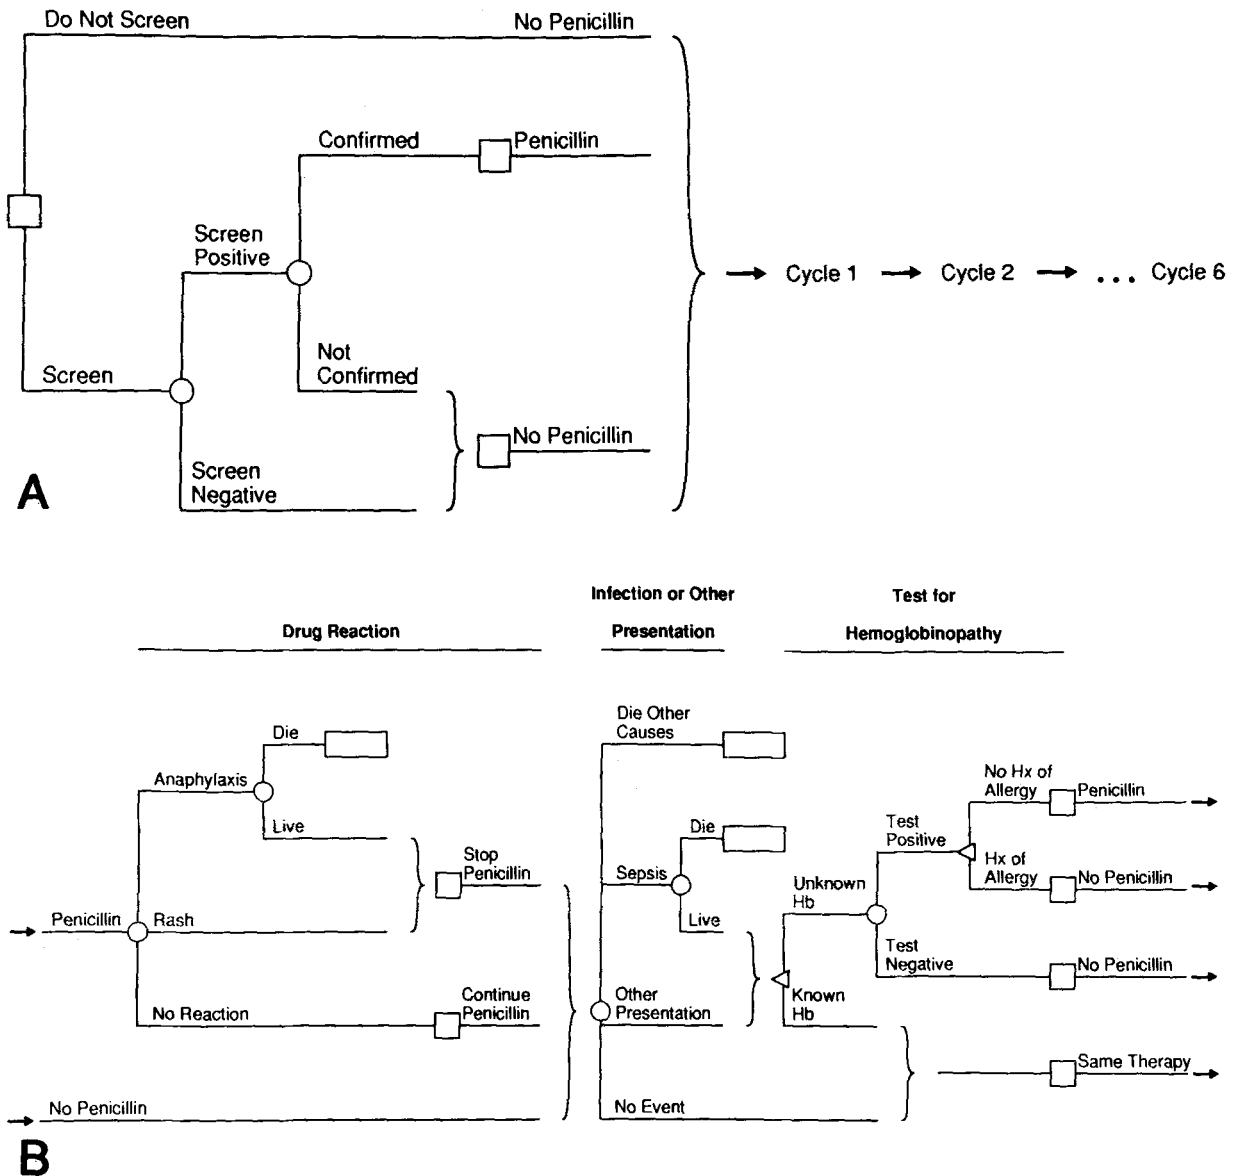 Do Not Screen
No Penicillin
Confirmed
Penicillin
Screen
Positive
Cycle 1
Cycle 2
... Cycle 6
Not
Confirmed
Screen
No Penicillin
Screen
Negative
A
Infection or Other
Presentation
Test for
Hemoglobinopathy
Drug Reaction
Die
Anaphylaxis
Live
Stop
Penicillin
Penicillin
Rash
No Reaction
Continue
Penicillin
No Penicillin
Die Other
Causes
Die
Sepsis
Live
Other
Presentation
No Event
Unknown
Hb
Known
Hb
Test
Positive
Test
Negative
No Hx of
Allergy
Penicillin
Hx of
Allergy
No Penicillin
No Penicillin
Same Therapy
B